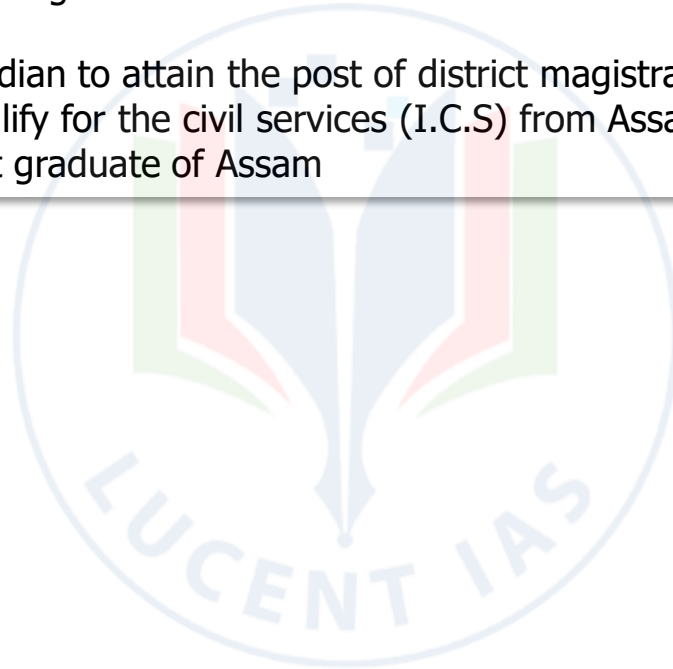 dian to attain the post of district magistra
lify for the civil services (I.C.S) from Assa
graduate of Assam
LUCENT IAS